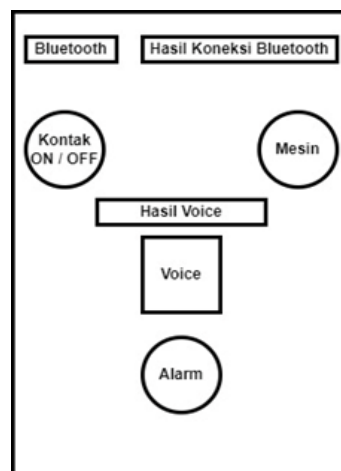 Bluetooth
Hasil Koneksi Bluetooth
Kontak
ON / OFF
Mesin
Hasil Voice
Voice
Alarm